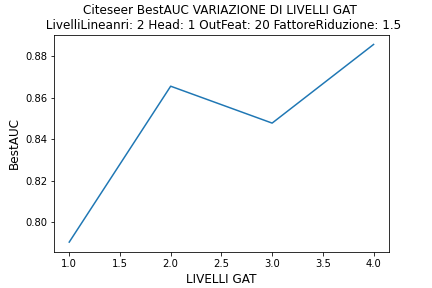 Citeseer BestAUC VARIAZIONE DI LIVELLI GAT
LivelliLineanri: 2 Head: 1 OutFeat: 20 FattoreRiduzione: 1.5
BestAUC
0.88
0.86
0.84
0.82
0.80
1.0 1.5 2.0 2.5 3.0 3.5 4.0
LIVELLI GAT